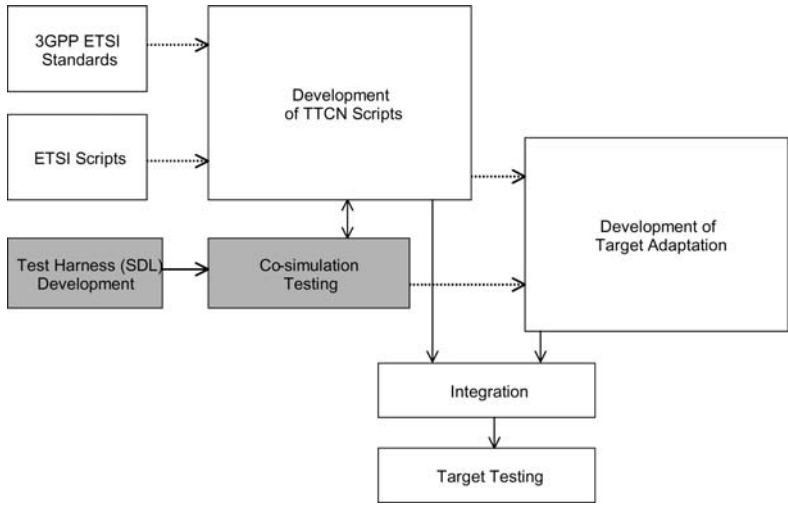 3GPP ETSI
Standards
Development
of TTCN Scripts
ETSI Scripts
Development of
Target Adaptation
Test Harness (SDL)
Development
Co-simulation
Testing
Integration
Target Testing